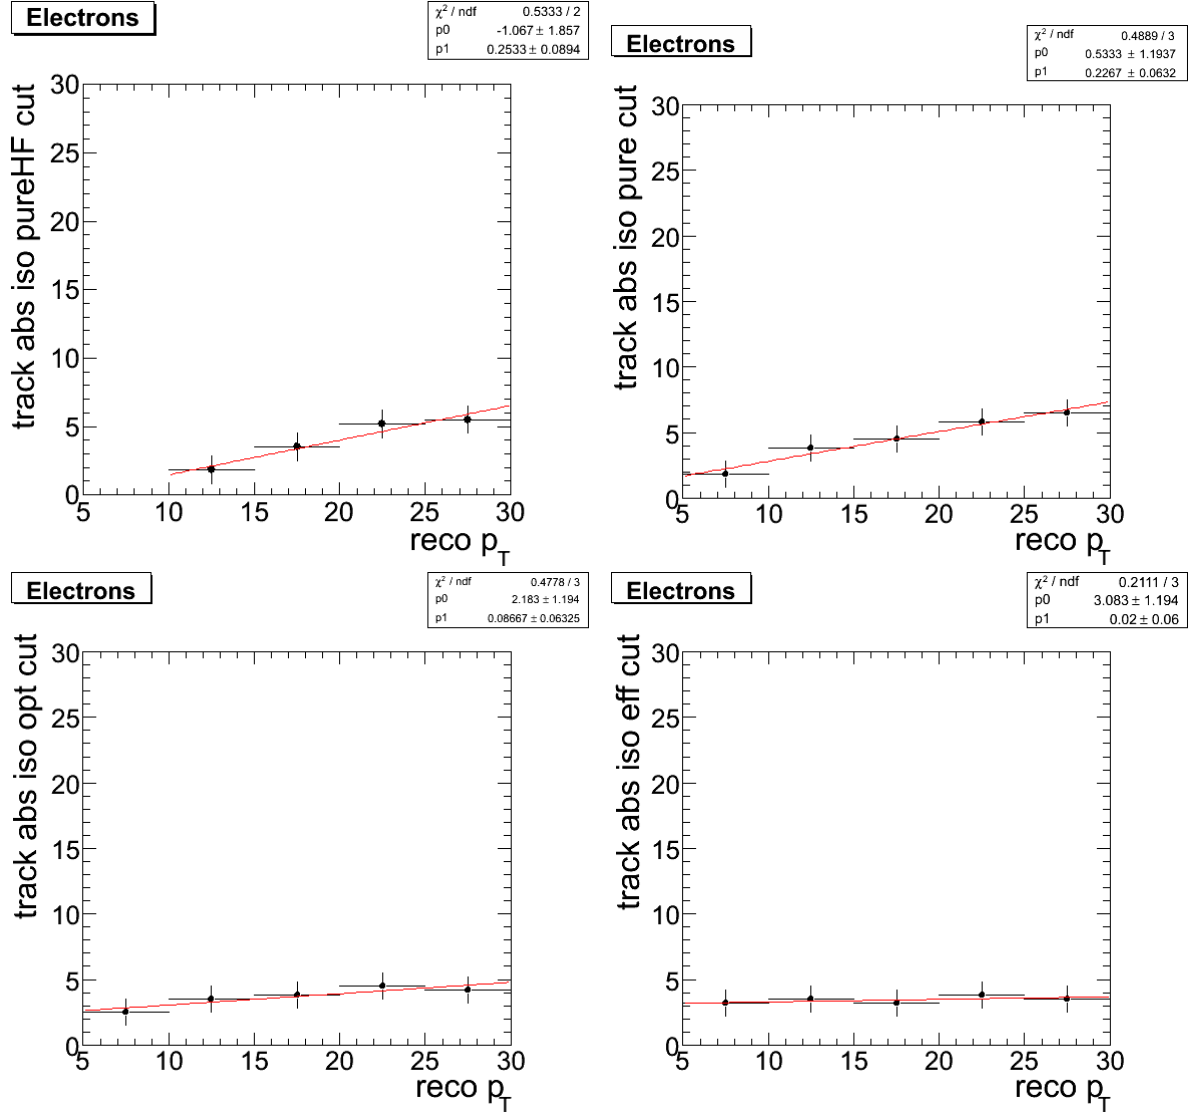 Electrons
χ² / ndf 0.5333 / 2
p0 -1.067 ± 1.857
p1 0.2533 ± 0.0894
track abs iso pureHF cut
30
25
20
15
10
5
0
5 10 15 20 25 30
reco pT
Electrons
χ² / ndf 0.4889 / 3
p0 0.5333 ± 1.1937
p1 0.2267 ± 0.0632
track abs iso pure cut
30
25
20
15
10
5
0
5 10 15 20 25 30
reco pT
Electrons
χ² / ndf 0.4778 / 3
p0 2.183 ± 1.194
p1 0.08667 ± 0.06325
track abs iso opt cut
30
25
20
15
10
5
0
5 10 15 20 25 30
reco pT
Electrons
χ² / ndf 0.2111 / 3
p0 3.083 ± 1.194
p1 0.02 ± 0.06
track abs iso eff cut
30
25
20
15
10
5
0
5 10 15 20 25 30
reco pT